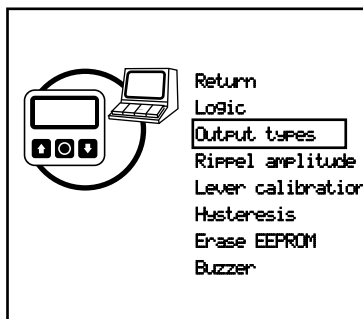 Return
Logic
Output types
Rippel amplitude
Lever calibration
Hysteresis
Erase EEPROM
Buzzer